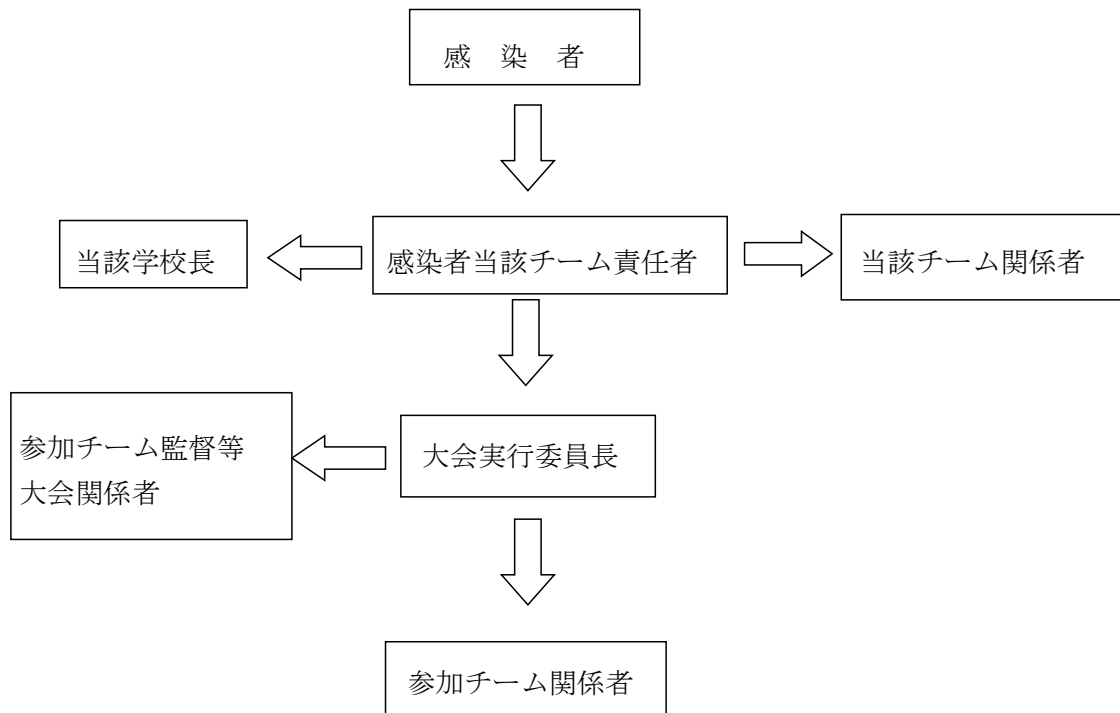 感 染 者
当該学校長
感染者当該チーム責任者
当該チーム関係者
参加チーム監督等
大会関係者
大会実行委員長
参加チーム関係者